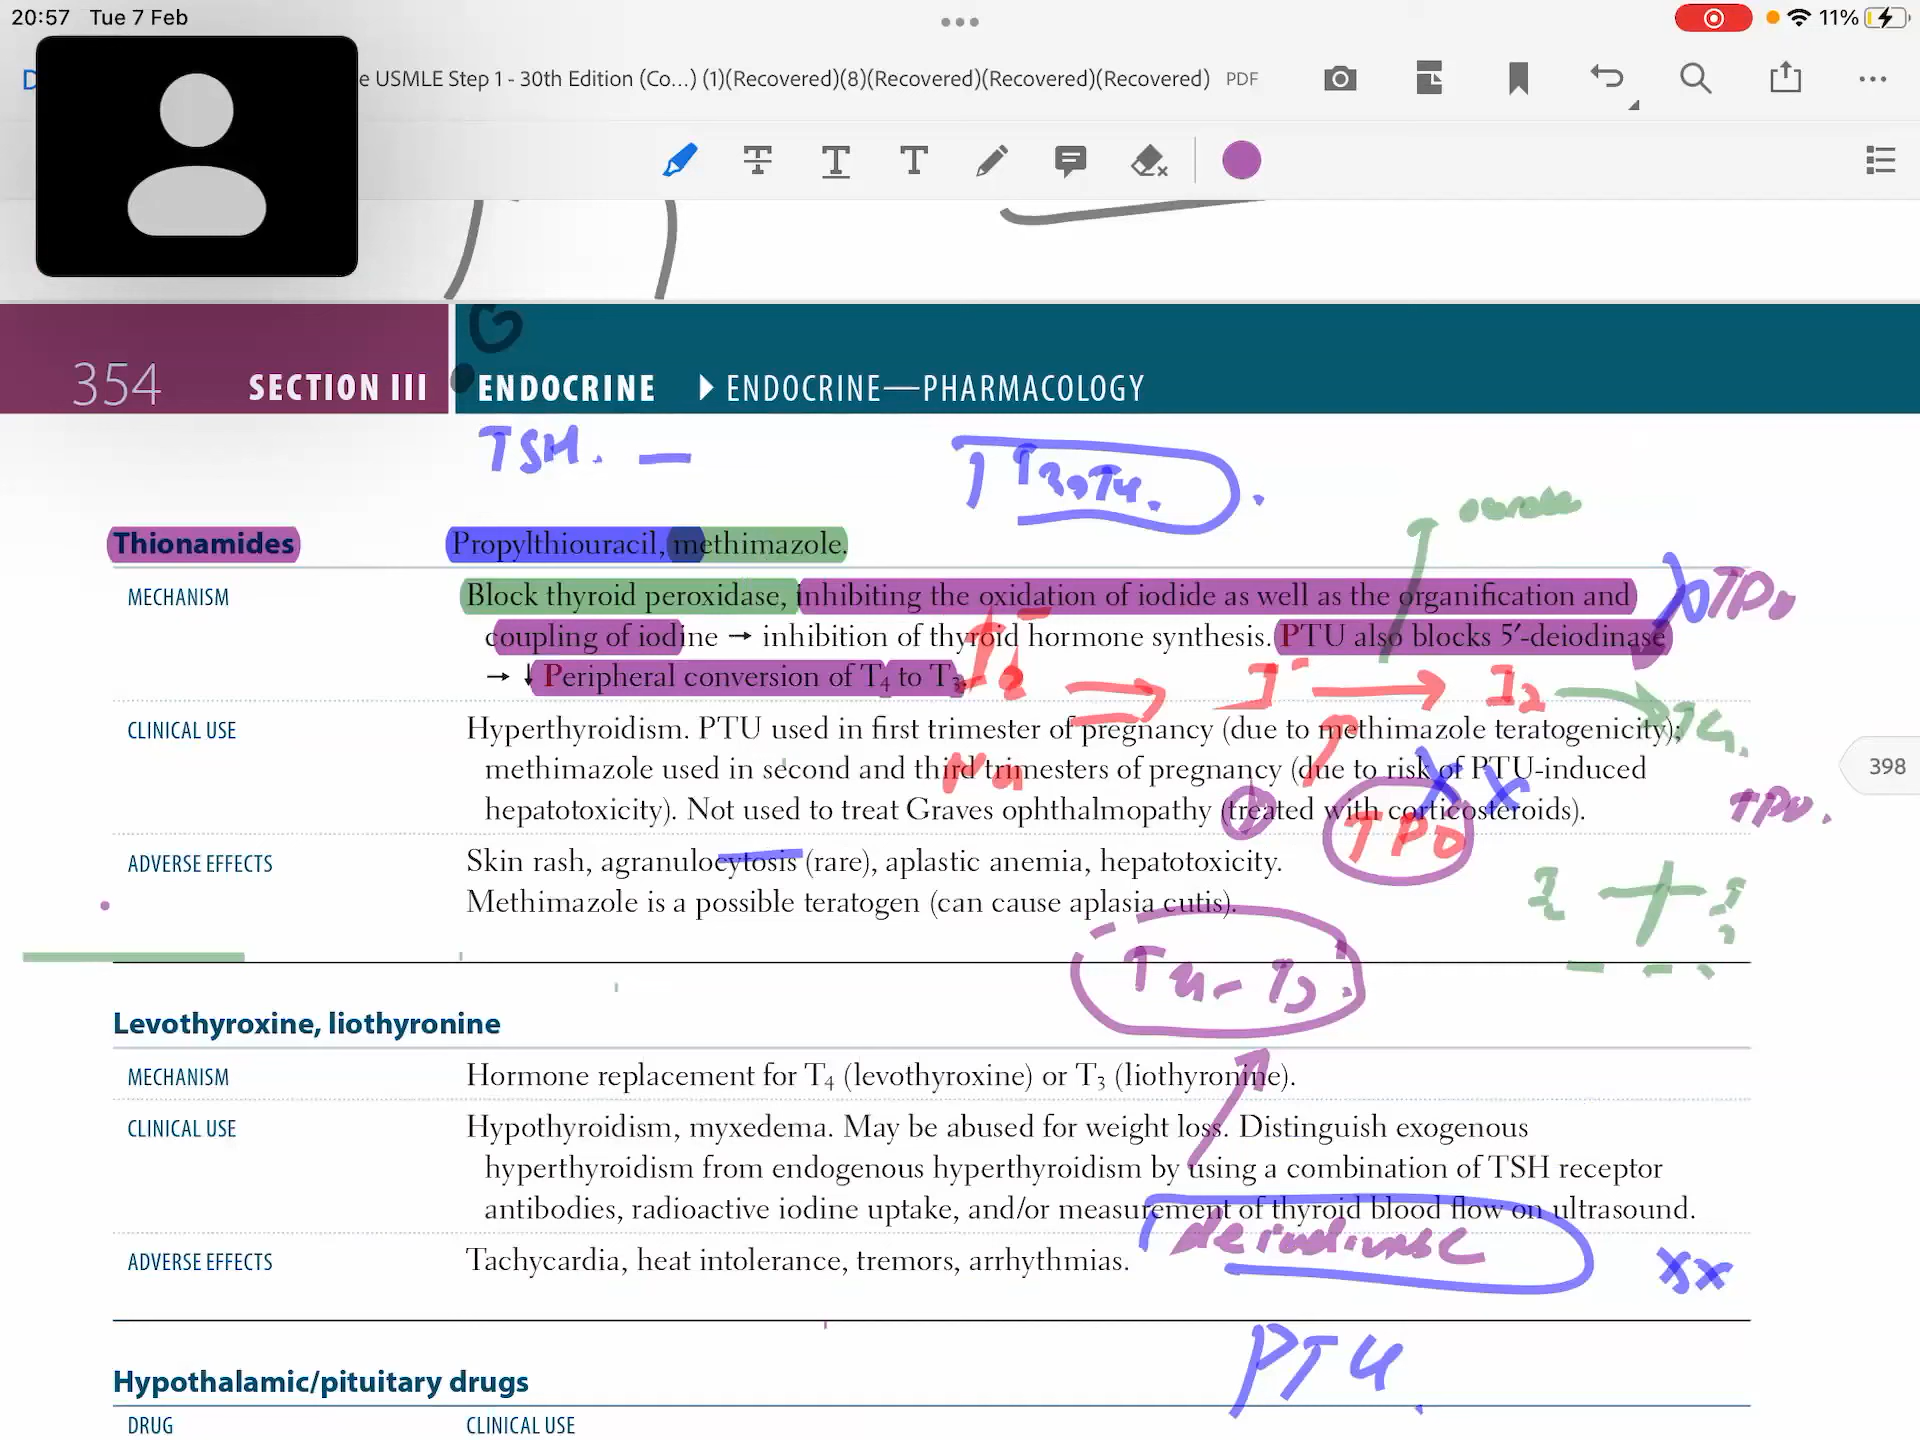 20:57 Tue 7 Feb
11%
e USMLE Step 1 - 30th Edition (Co...) (1)(Recovered)(8)(Recovered)(Recovered)(Recovered) PDF
G
354 SECTION III ENDOCRINE ▶ ENDOCRINE—PHARMACOLOGY
TSH. —
T3, T4.
Thionamides Propylthiouracil, methimazole.
MECHANISM Block thyroid peroxidase, inhibiting the oxidation of iodide as well as the organification and
TPO
coupling of iodine → inhibition of thyroid hormone synthesis. PTU also blocks 5′-deiodinase
→ ↓ Peripheral conversion of T4 to T3.
I⁻ → I2
CLINICAL USE Hyperthyroidism. PTU used in first trimester of pregnancy (due to methimazole teratogenicity);
methimazole used in second and third trimesters of pregnancy (due to risk of PTU-induced
398
hepatotoxicity). Not used to treat Graves ophthalmopathy (treated with corticosteroids).
TPO
TPO.
ADVERSE EFFECTS Skin rash, agranulocytosis (rare), aplastic anemia, hepatotoxicity.
Methimazole is a possible teratogen (can cause aplasia cutis).
T4 - T3
Levothyroxine, liothyronine
MECHANISM Hormone replacement for T4 (levothyroxine) or T3 (liothyronine).
CLINICAL USE Hypothyroidism, myxedema. May be abused for weight loss. Distinguish exogenous
hyperthyroidism from endogenous hyperthyroidism by using a combination of TSH receptor
antibodies, radioactive iodine uptake, and/or measurement of thyroid blood flow on ultrasound.
ADVERSE EFFECTS Tachycardia, heat intolerance, tremors, arrhythmias.
PTU
Hypothalamic/pituitary drugs
DRUG CLINICAL USE